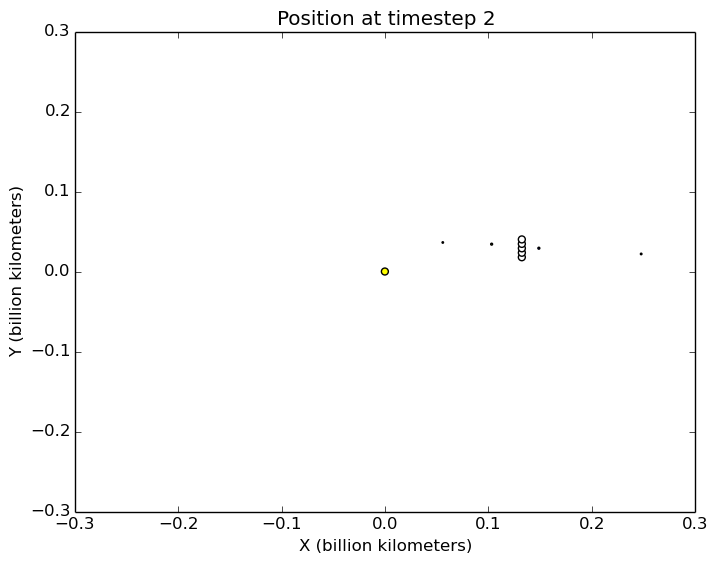 Position at timestep 2
0.3
0.2
0.1
0.0
−0.1
−0.2
−0.3
Y (billion kilometers)
−0.3 −0.2 −0.1 0.0 0.1 0.2 0.3
X (billion kilometers)